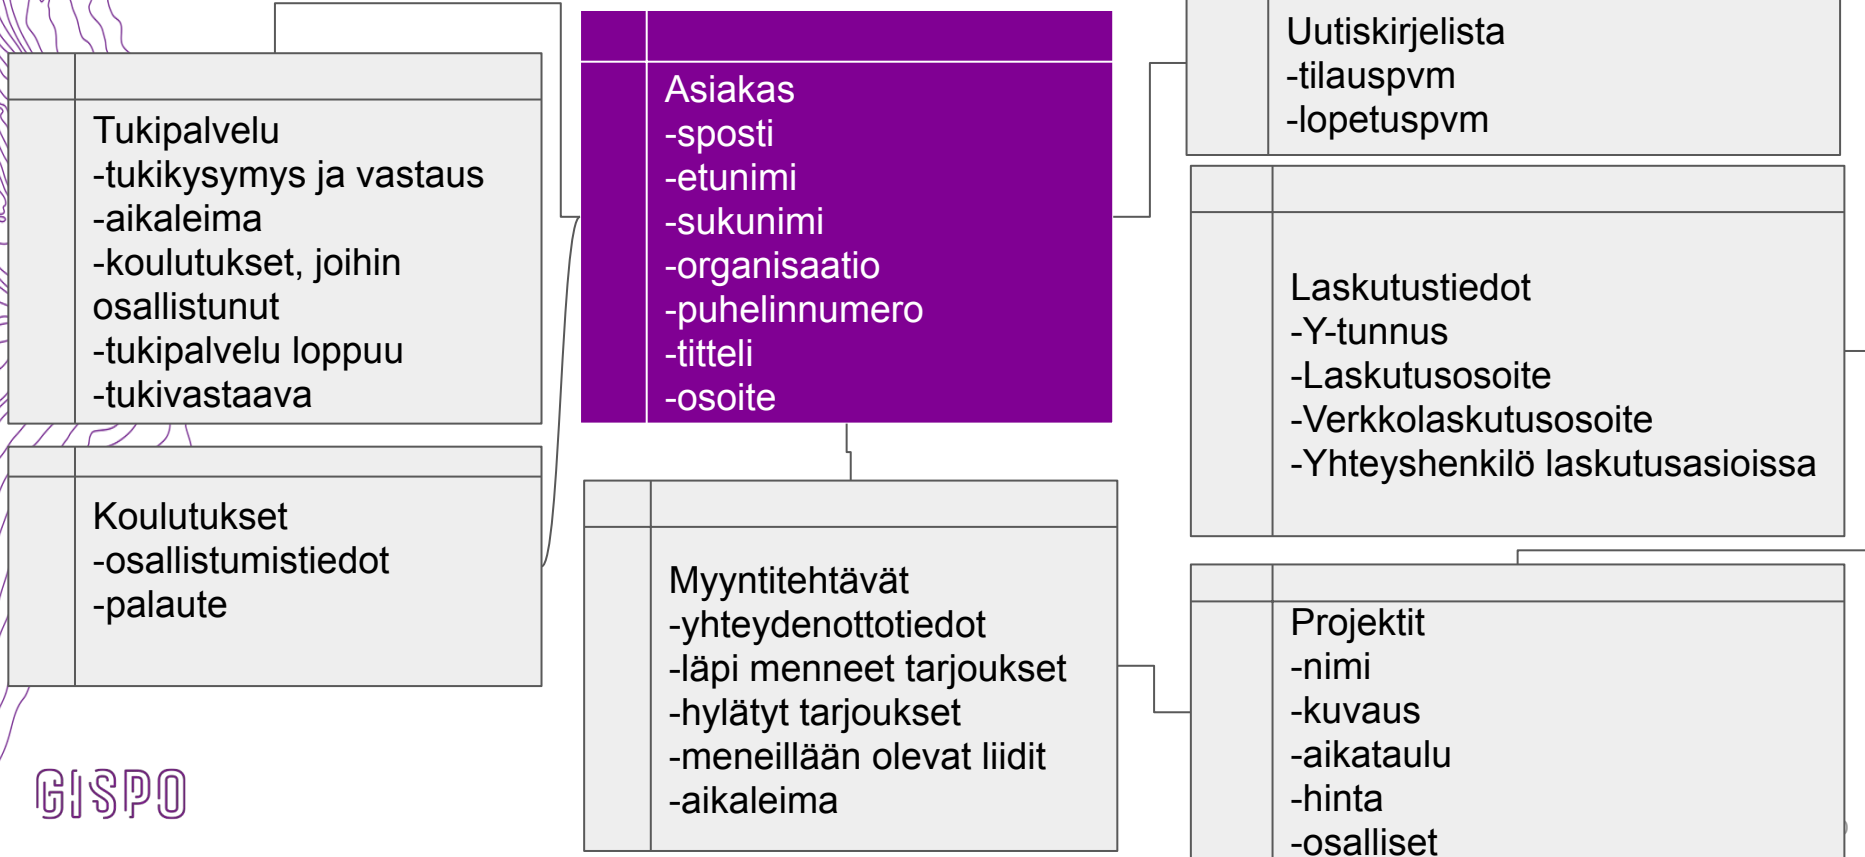 Tukipalvelu
-tukikysymys ja vastaus
-aikaleima
-koulutukset, joihin
osallistunut
-tukipalvelu loppuu
-tukivastaava
Koulutukset
-osallistumistiedot
-palaute
Asiakas
-sposti
-etunimi
-sukunimi
-organisaatio
-puhelinnumero
-titteli
-osoite
Myyntitehtävät
-yhteydenottotiedot
-läpi menneet tarjoukset
-hylätyt tarjoukset
-meneillään olevat liidit
-aikaleima
Uutiskirjelista
-tilauspvm
-lopetuspvm
Laskutustiedot
-Y-tunnus
-Laskutusosoite
-Verkkolaskutusosoite
-Yhteyshenkilö laskutusasioissa
Projektit
-nimi
-kuvaus
-aikataulu
-hinta
-osalliset
GISPO